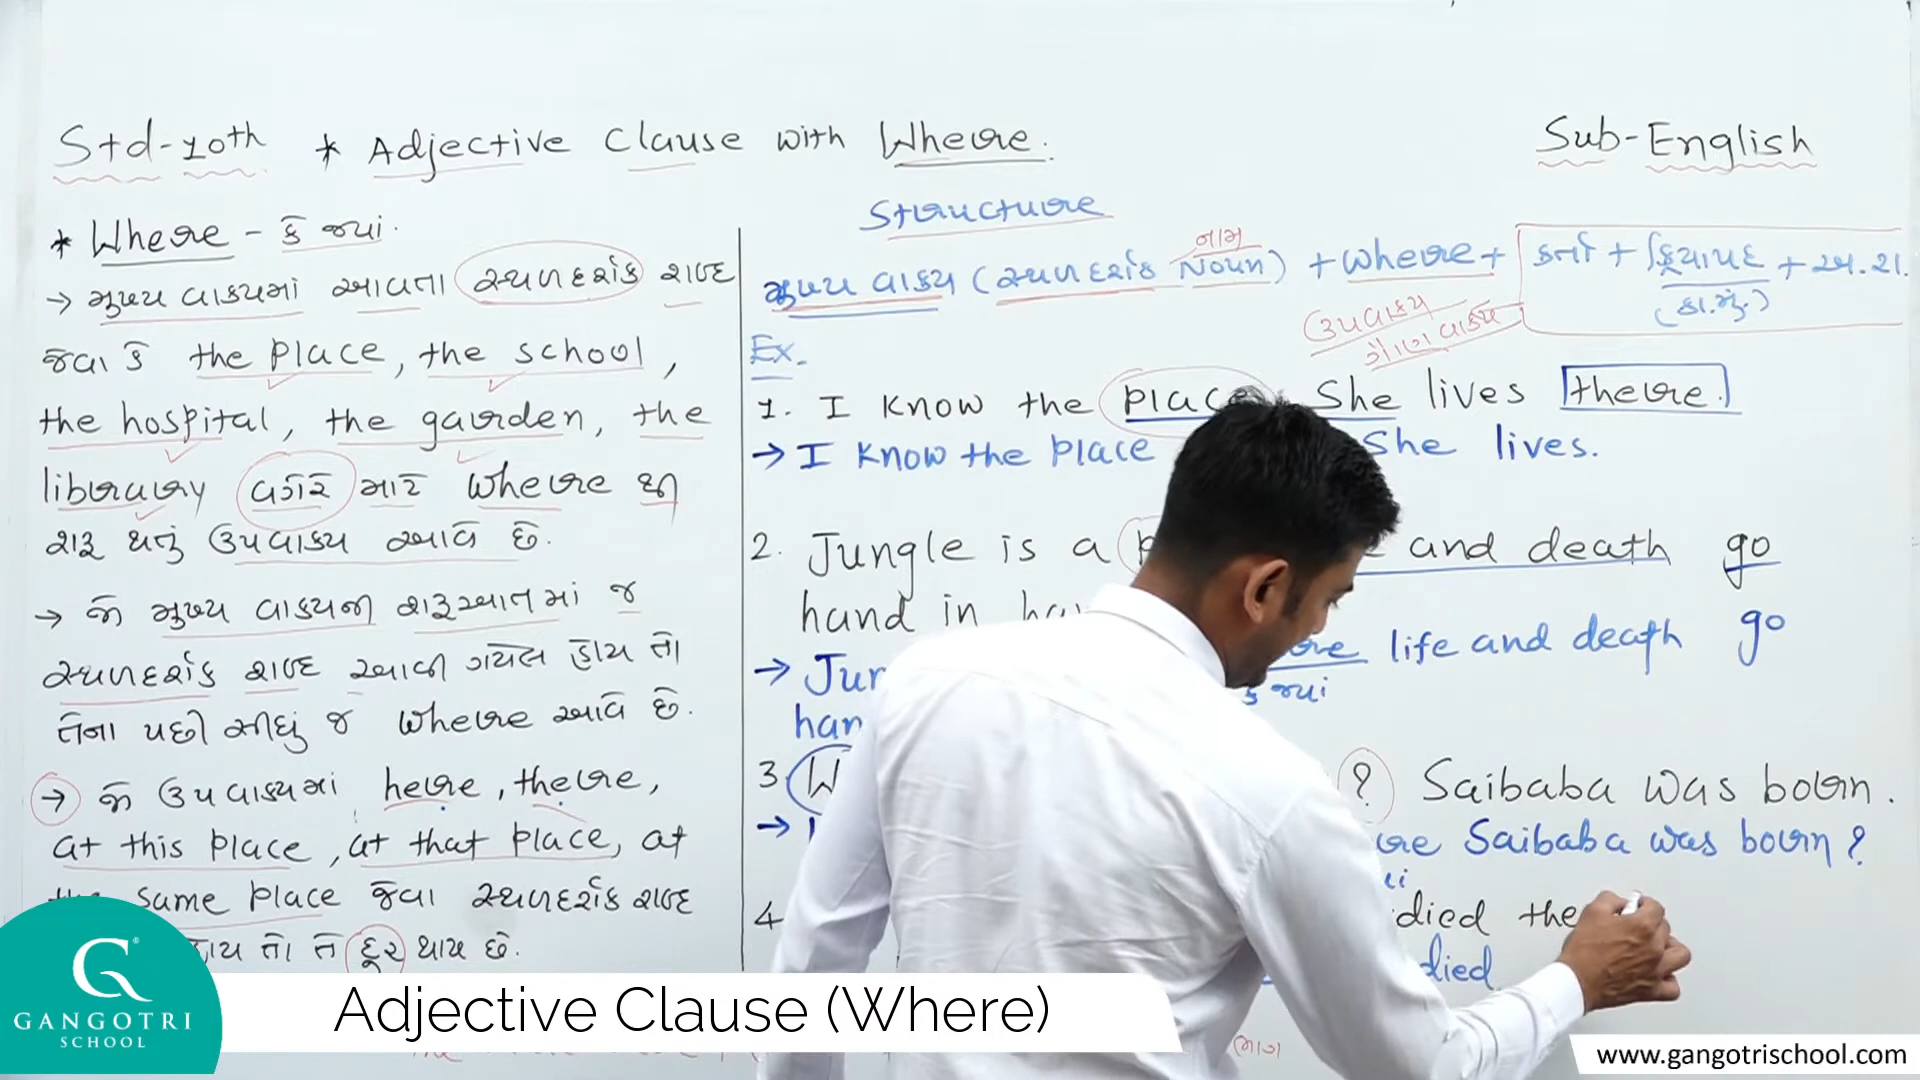 Std-10th * Adjective Clause with Where.
Sub-English
* Where - કે જ્યાં.
→ મુખ્ય વાક્યમાં આવતા સ્થળદર્શક શબ્દ
જેવા કે the place, the school,
the hospital, the garden, the
library વગેરે માટે where થી
શરૂ થતું ઉપવાક્ય આવે છે.
→ જો મુખ્ય વાક્યની શરૂઆતમાં જ
સ્થળદર્શક શબ્દ આવી ગયેલ હોય તો
તેના પછી સીધું જ where આવે છે.
→ જો ઉપવાક્યમાં here, there,
at this place, at that place, at
same place જેવા સ્થળદર્શક શબ્દ
તો તે દૂર થાય છે.
Structure
નામ
મુખ્ય વાક્ય (સ્થળદર્શક Noun) + where + કર્તા + ક્રિયાપદ + અ.શ.
(કા.મું.)
ઉપવાક્ય
ગૌણ વાક્ય
Ex.
1. I know the place. She lives there.
→ I know the place She lives.
2. Jungle is a and death go
hand in
→ life and death go
કે જ્યાં
3. ? Saibaba was born.
→ Saibaba was born?
4 died
died
ભાગ
GANGOTRI
SCHOOL
Adjective Clause (Where)
www.gangotrischool.com